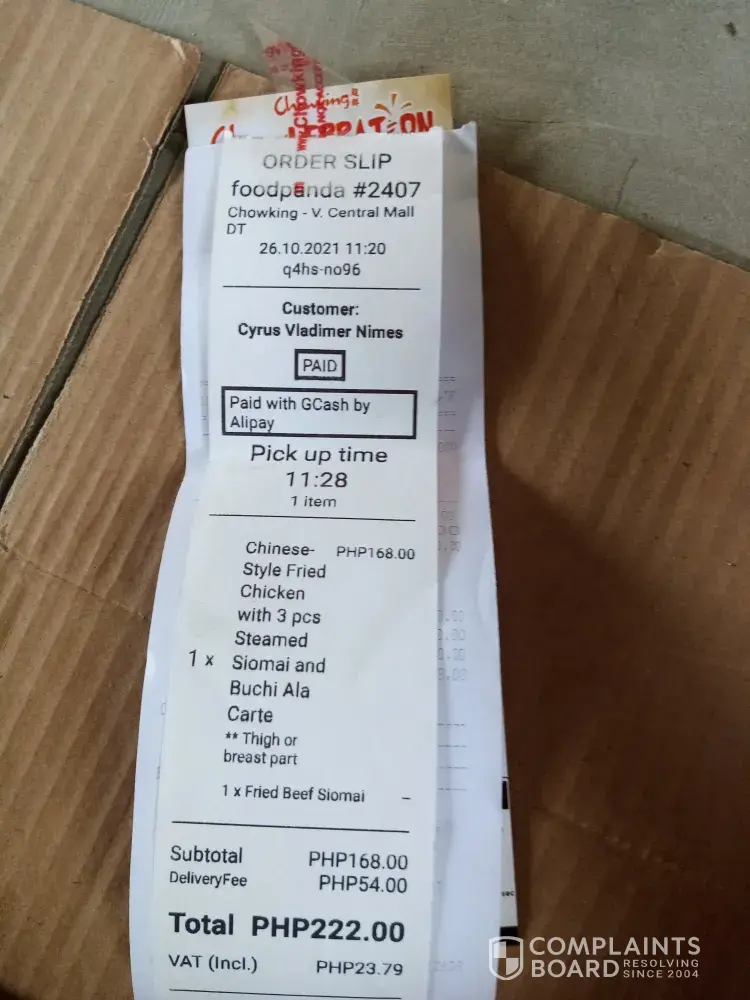 Chowking
ORDER SLIP
foodpanda #2407
Chowking - V. Central Mall
DT
26.10.2021 11:20
q4hs-no96
Customer:
Cyrus Vladimer Nimes
PAID
Paid with GCash by
Alipay
Pick up time
11:28
1 item
Chinese- PHP168.00
Style Fried
Chicken
with 3 pcs
Steamed
1 x Siomai and
Buchi Ala
Carte
** Thigh or
breast part
1 x Fried Beef Siomai –
Subtotal PHP168.00
DeliveryFee PHP54.00
Total PHP222.00
VAT (Incl.) PHP23.79
COMPLAINTS
BOARD RESOLVING
SINCE 2004